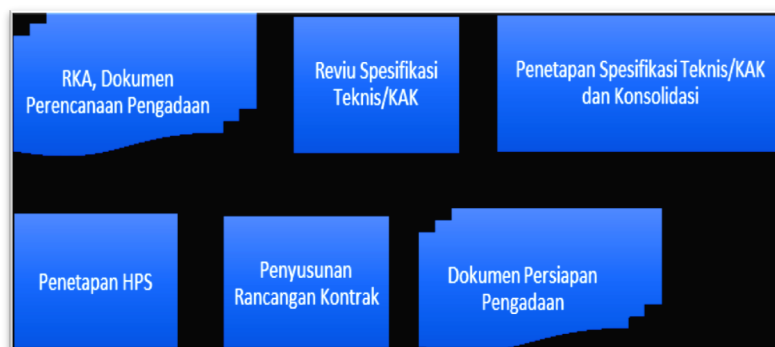 RKA, Dokumen
Perencanaan Pengadaan
Reviu Spesifikasi
Teknis/KAK
Penetapan Spesifikasi Teknis/KAK
dan Konsolidasi
Penetapan HPS
Penyusunan
Rancangan Kontrak
Dokumen Persiapan
Pengadaan